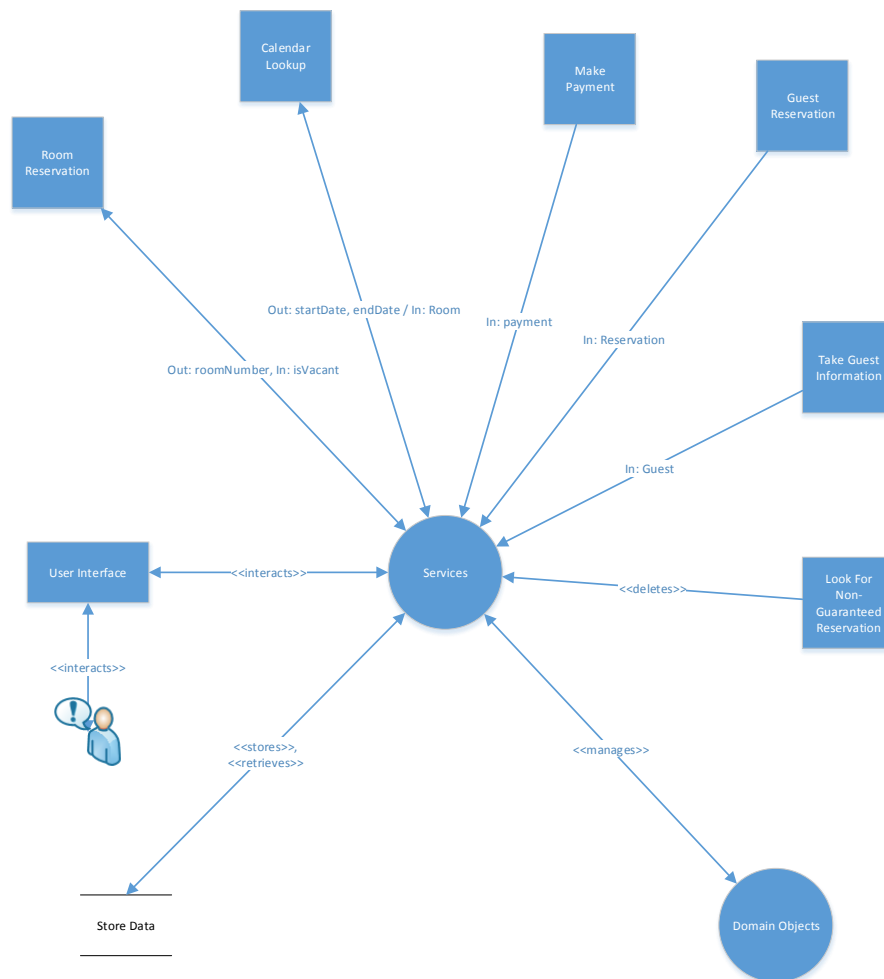 Calendar
Lookup
Make
Payment
Guest
Reservation
Room
Reservation
Out: startDate, endDate / In: Room
In: payment
In: Reservation
Out: roomNumber, In: isVacant
Take Guest
Information
In: Guest
User Interface
<<interacts>>
Services
<<deletes>>
Look For
Non-
Guaranteed
Reservation
<<interacts>>
<<stores>>,
<<retrieves>>
<<manages>>
Store Data
Domain Objects